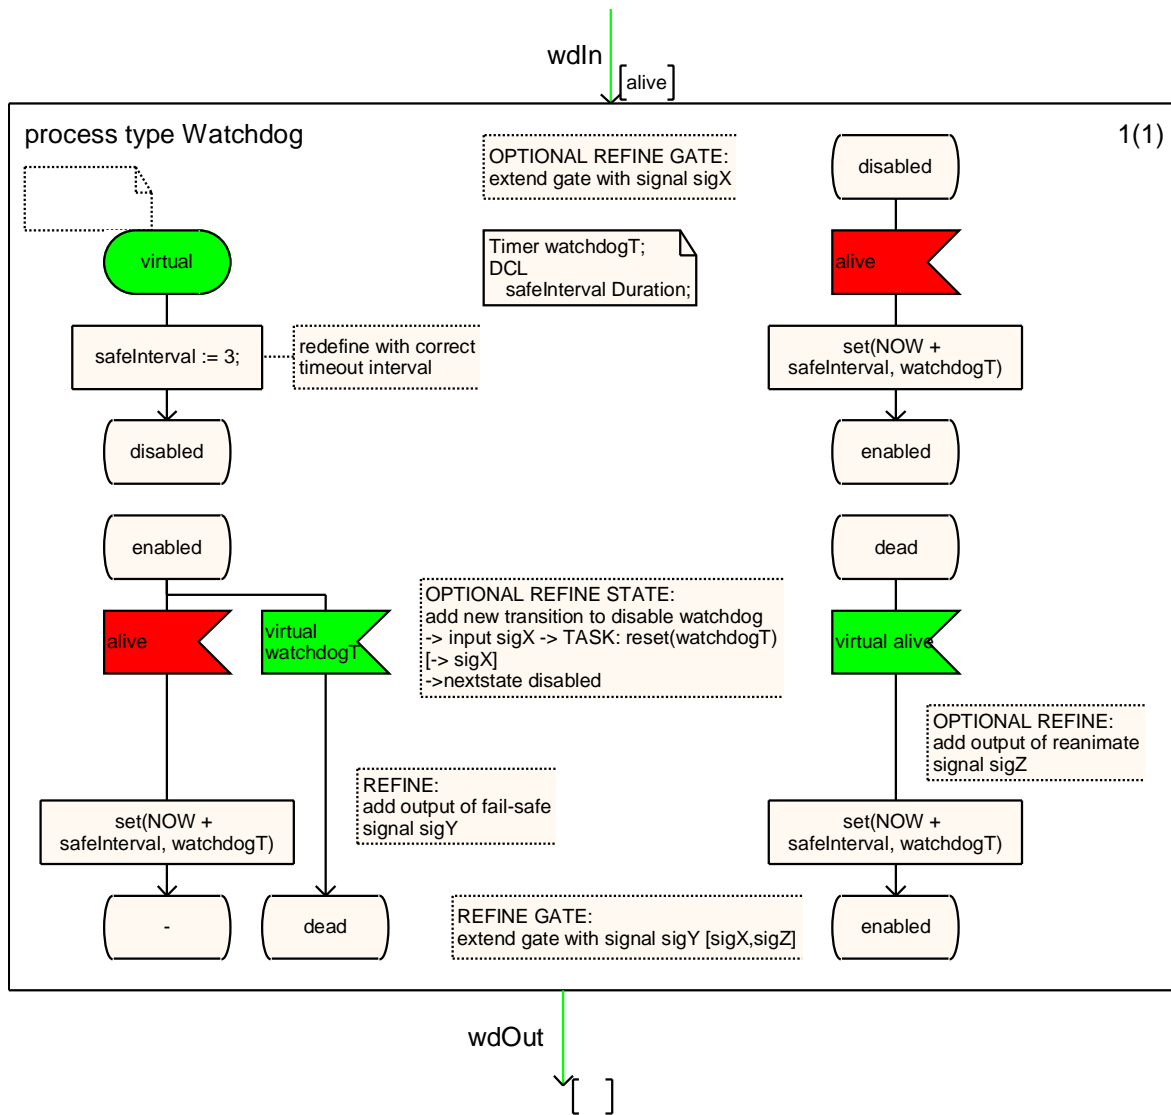 wdIn
[alive]
process type Watchdog
1(1)
OPTIONAL REFINE GATE:
extend gate with signal sigX
disabled
virtual
Timer watchdogT;
DCL
safeInterval Duration;
alive
safeInterval := 3;
redefine with correct
timeout interval
set(NOW +
safeInterval, watchdogT)
disabled
enabled
enabled
dead
alive
virtual
watchdogT
OPTIONAL REFINE STATE:
add new transition to disable watchdog
-> input sigX -> TASK: reset(watchdogT)
[-> sigX]
->nextstate disabled
virtual alive
OPTIONAL REFINE:
add output of reanimate
signal sigZ
REFINE:
add output of fail-safe
signal sigY
set(NOW +
safeInterval, watchdogT)
set(NOW +
safeInterval, watchdogT)
-
dead
REFINE GATE:
extend gate with signal sigY [sigX,sigZ]
enabled
wdOut
[ ]